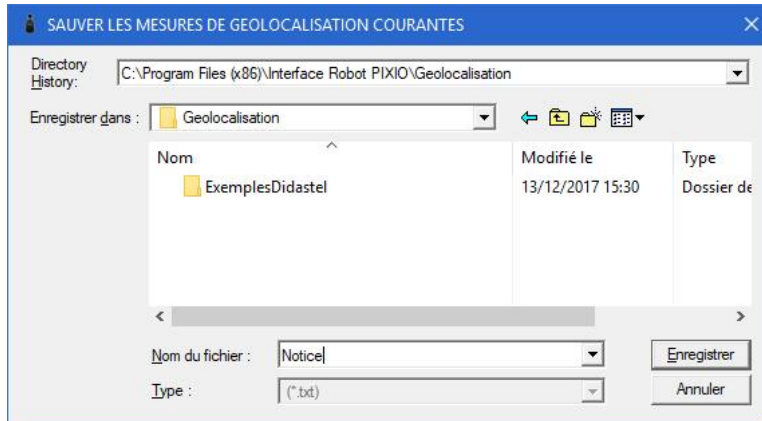 SAUVER LES MESURES DE GEOLOCALISATION COURANTES
Directory
History:
C:\Program Files (x86)\Interface Robot PIXIO\Geolocalisation
Enregistrer dans : Geolocalisation
Nom Modifié le Type
ExemplesDidastel 13/12/2017 15:30 Dossier de
Nom du fichier : Notice Enregistrer
Type : (*.txt) Annuler